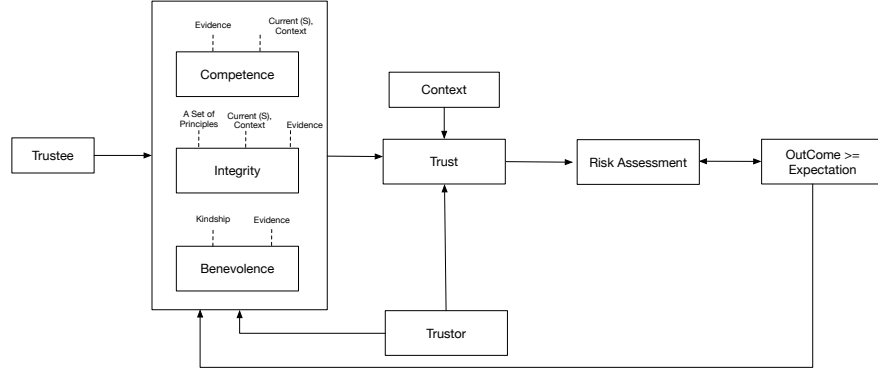 Evidence
Current (S),
Context
Competence
A Set of
Principles
Current (S),
Context
Evidence
Integrity
Kindship
Evidence
Benevolence
Trustee
Context
Trust
Trustor
Risk Assessment
OutCome >=
Expectation